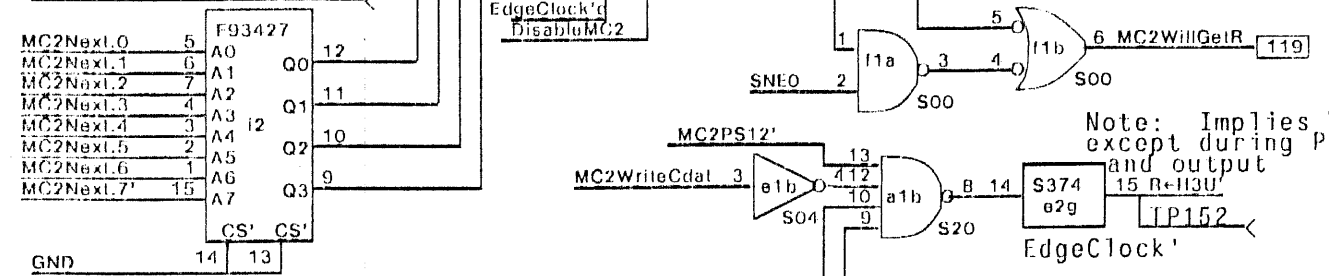 EdgeClock'd
DisableMC2
F93427
MC2Next.0 5 A0
MC2Next.1 6 A1
MC2Next.2 7 A2
MC2Next.3 4 A3
MC2Next.4 3 A4
MC2Next.5 2 A5
MC2Next.6 1 A6
MC2Next.7' 15 A7
i2
Q0 12
Q1 11
Q2 10
Q3 9
CS' CS'
GND 14 13
1
SNE0 2
f1a
3
S00
5
4
f1b
6 MC2WillGetR 119
S00
Note: Implies
except during P
and output
MC2PS12'
MC2WriteCdat 3 e1b 4
S04
13
12
10
9
a1b
S20
8 14 S374 15 R←H3U'
e2g
TP152
EdgeClock'